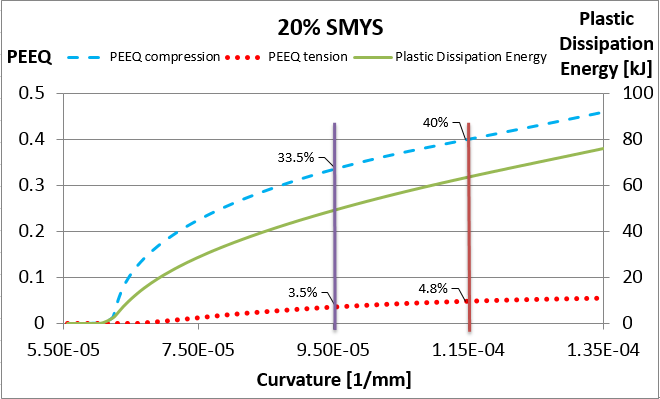 20% SMYS
PEEQ
Plastic
Dissipation
Energy [kJ]
PEEQ compression PEEQ tension Plastic Dissipation Energy
0.5 100
0.4 40% 80
33.5%
0.3 60
0.2 40
0.1 20
3.5% 4.8%
0 0
5.50E-05 7.50E-05 9.50E-05 1.15E-04 1.35E-04
Curvature [1/mm]